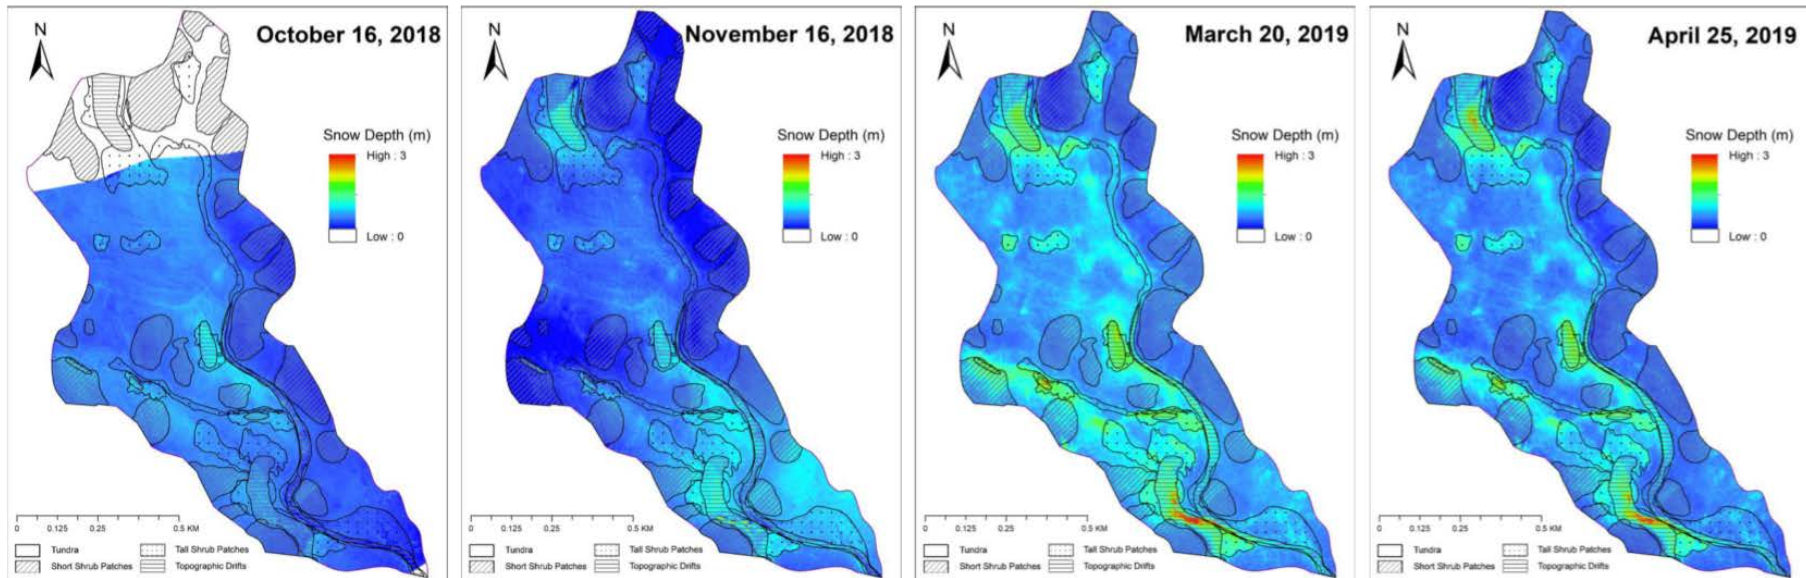 N
October 16, 2018
Snow Depth (m)
High : 3
Low : 0
0 0.125 0.25 0.5 KM
Tundra
Tall Shrub Patches
Short Shrub Patches
Topographic Drifts
N
November 16, 2018
Snow Depth (m)
High : 3
Low : 0
0 0.125 0.25 0.5 KM
Tundra
Tall Shrub Patches
Short Shrub Patches
Topographic Drifts
N
March 20, 2019
Snow Depth (m)
High : 3
Low : 0
0 0.125 0.25 0.5 KM
Tundra
Tall Shrub Patches
Short Shrub Patches
Topographic Drifts
N
April 25, 2019
Snow Depth (m)
High : 3
Low : 0
0 0.125 0.25 0.5 KM
Tundra
Tall Shrub Patches
Short Shrub Patches
Topographic Drifts